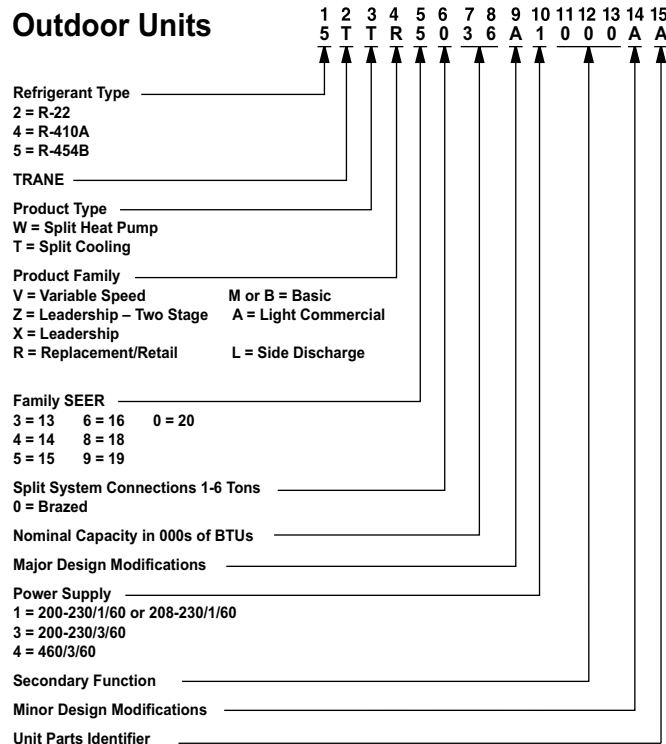 Outdoor Units
1 2 3 4 5 6 7 8 9 10 11 12 13 14 15
5 T T R 5 0 3 6 A 1 0 0 0 A A
Refrigerant Type
2 = R-22
4 = R-410A
5 = R-454B
TRANE
Product Type
W = Split Heat Pump
T = Split Cooling
Product Family
V = Variable Speed M or B = Basic
Z = Leadership – Two Stage A = Light Commercial
X = Leadership
R = Replacement/Retail L = Side Discharge
Family SEER
3 = 13 6 = 16 0 = 20
4 = 14 8 = 18
5 = 15 9 = 19
Split System Connections 1-6 Tons
0 = Brazed
Nominal Capacity in 000s of BTUs
Major Design Modifications
Power Supply
1 = 200-230/1/60 or 208-230/1/60
3 = 200-230/3/60
4 = 460/3/60
Secondary Function
Minor Design Modifications
Unit Parts Identifier